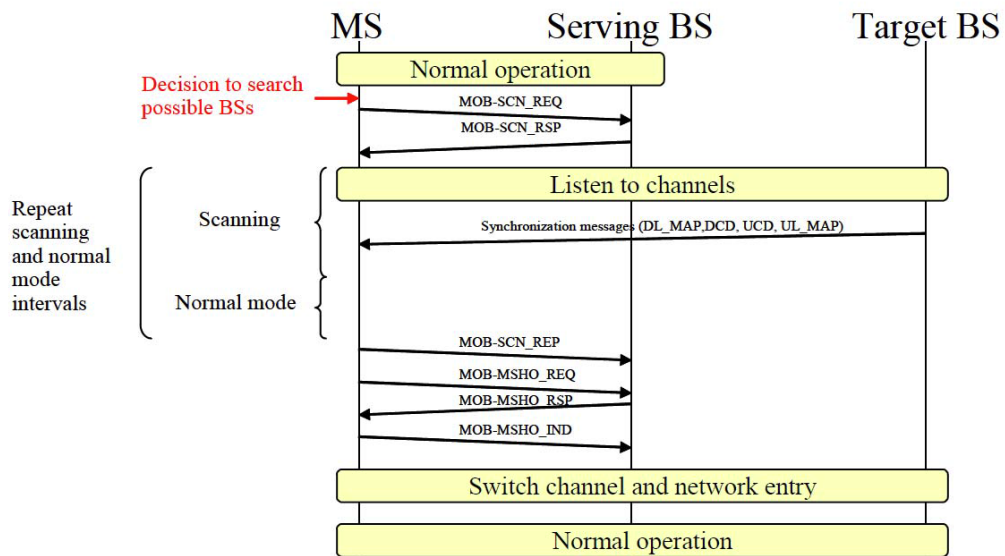 MS
Serving BS
Target BS
Normal operation
Decision to search
possible BSs
MOB-SCN_REQ
MOB-SCN_RSP
Listen to channels
Repeat
scanning
and normal
mode
intervals
Scanning
Synchronization messages (DL_MAP,DCD, UCD, UL_MAP)
Normal mode
MOB-SCN_REP
MOB-MSHO_REQ
MOB-MSHO_RSP
MOB-MSHO_IND
Switch channel and network entry
Normal operation